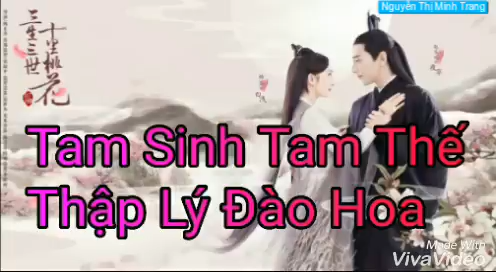 Nguyễn Thị Minh Trang
三生三世
十里桃花
Tam Sinh Tam Thế
Thập Lý Đào Hoa
Made With
VivaVideo